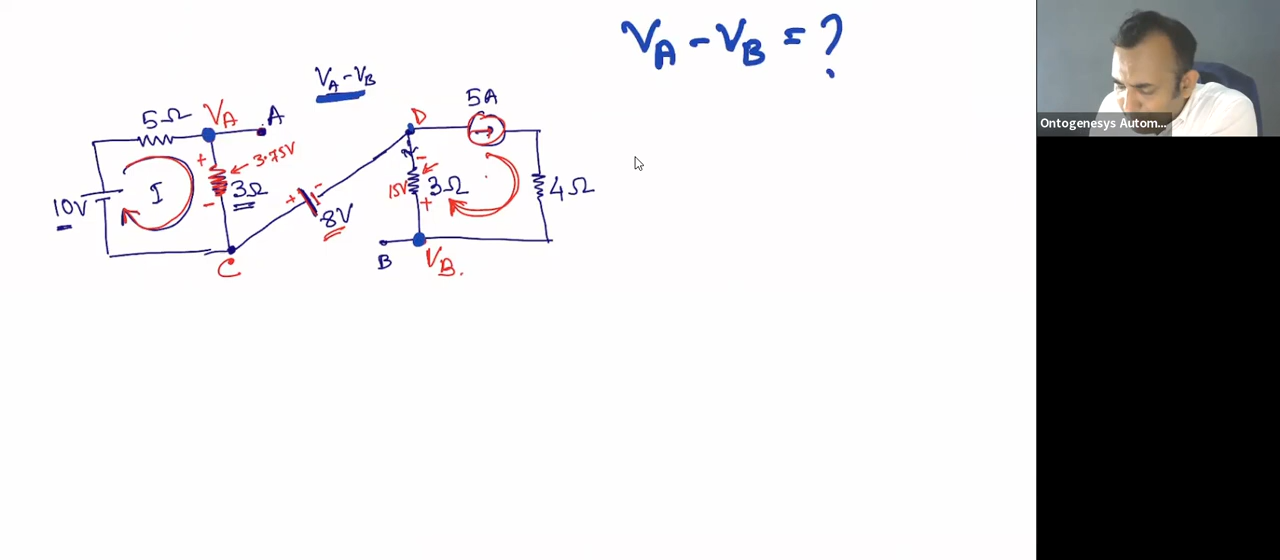 VA - VB = ?
VA - VB
5Ω
VA
A
D
5A
+
3.75V
-
10V
I
3Ω
+
-
8V
15V
3Ω
+
-
4Ω
C
B
VB.
Ontogenesys Autom...